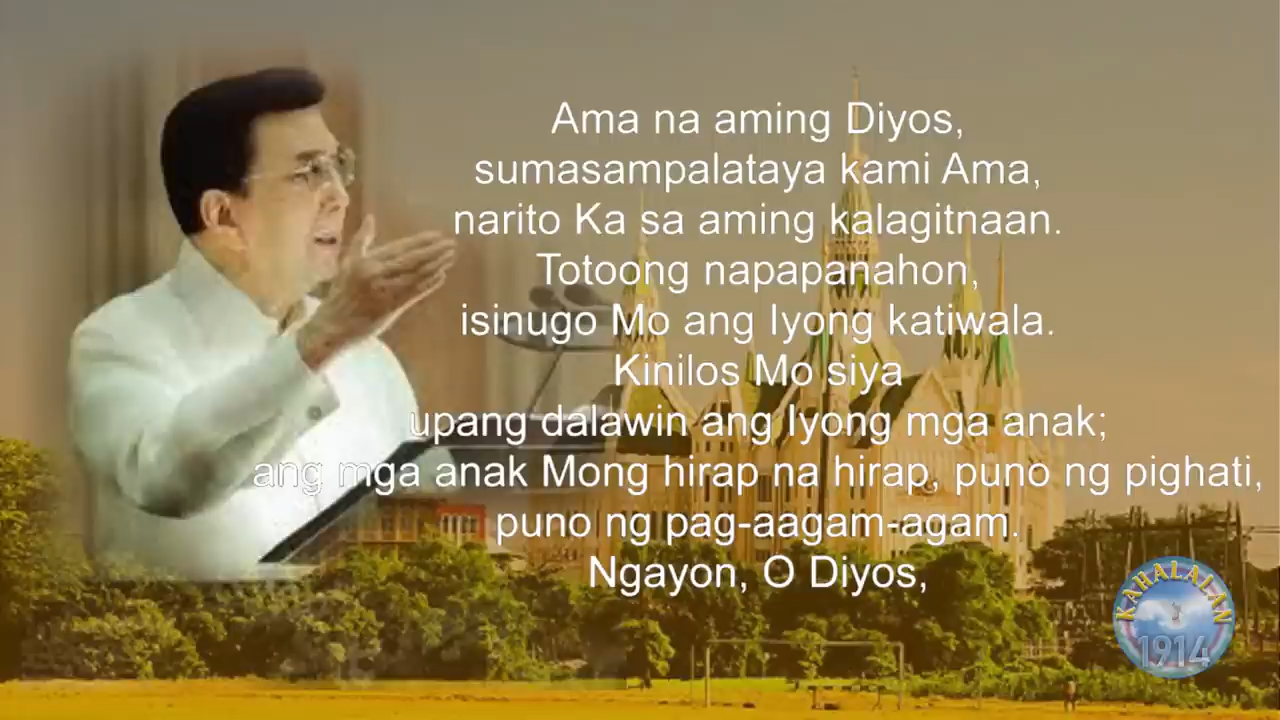 Ama na aming Diyos,
sumasampalataya kami Ama,
narito Ka sa aming kalagitnaan.
Totoong napapanahon,
isinugo Mo ang Iyong katiwala.
Kinilos Mo siya
upang dalawin ang Iyong mga anak;
ang mga anak Mong hirap na hirap, puno ng pighati,
puno ng pag-aagam-agam.
Ngayon, O Diyos,
KAHALALAN
1914